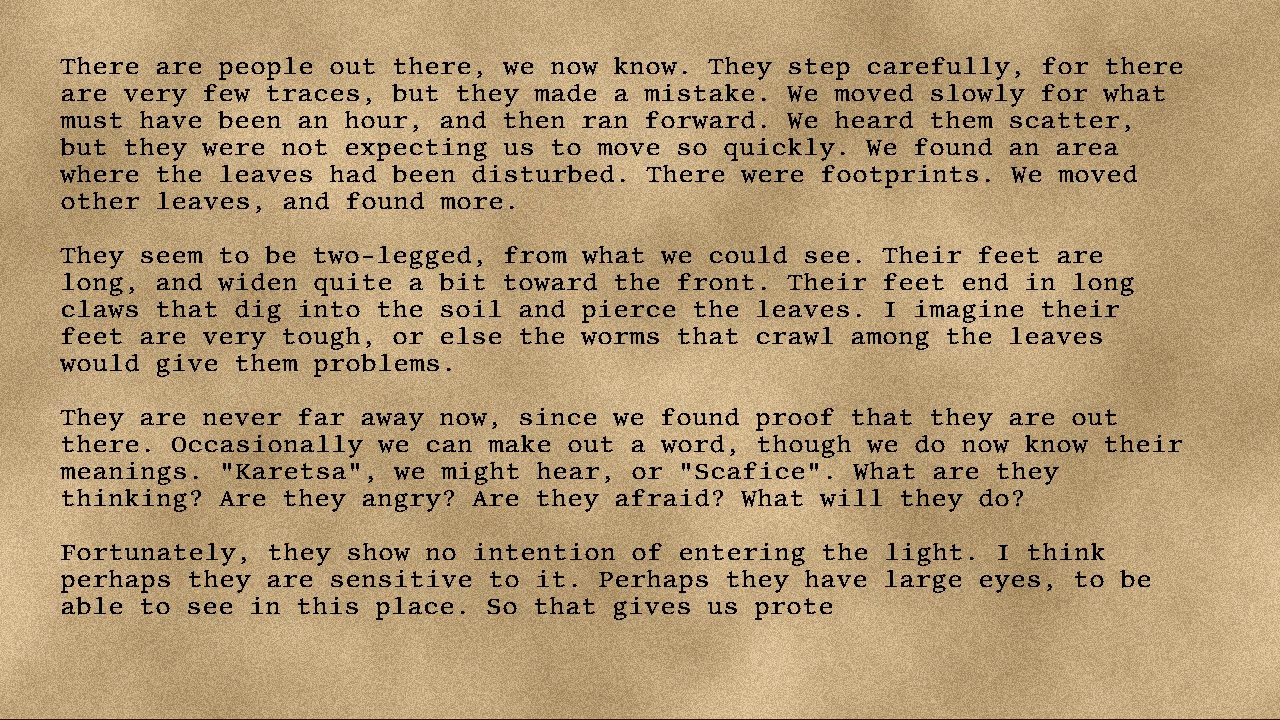 There are people out there, we now know. They step carefully, for there
are very few traces, but they made a mistake. We moved slowly for what
must have been an hour, and then ran forward. We heard them scatter,
but they were not expecting us to move so quickly. We found an area
where the leaves had been disturbed. There were footprints. We moved
other leaves, and found more.

They seem to be two-legged, from what we could see. Their feet are
long, and widen quite a bit toward the front. Their feet end in long
claws that dig into the soil and pierce the leaves. I imagine their
feet are very tough, or else the worms that crawl among the leaves
would give them problems.

They are never far away now, since we found proof that they are out
there. Occasionally we can make out a word, though we do now know their
meanings. "Karetsa", we might hear, or "Scafice". What are they
thinking? Are they angry? Are they afraid? What will they do?

Fortunately, they show no intention of entering the light. I think
perhaps they are sensitive to it. Perhaps they have large eyes, to be
able to see in this place. So that gives us prote